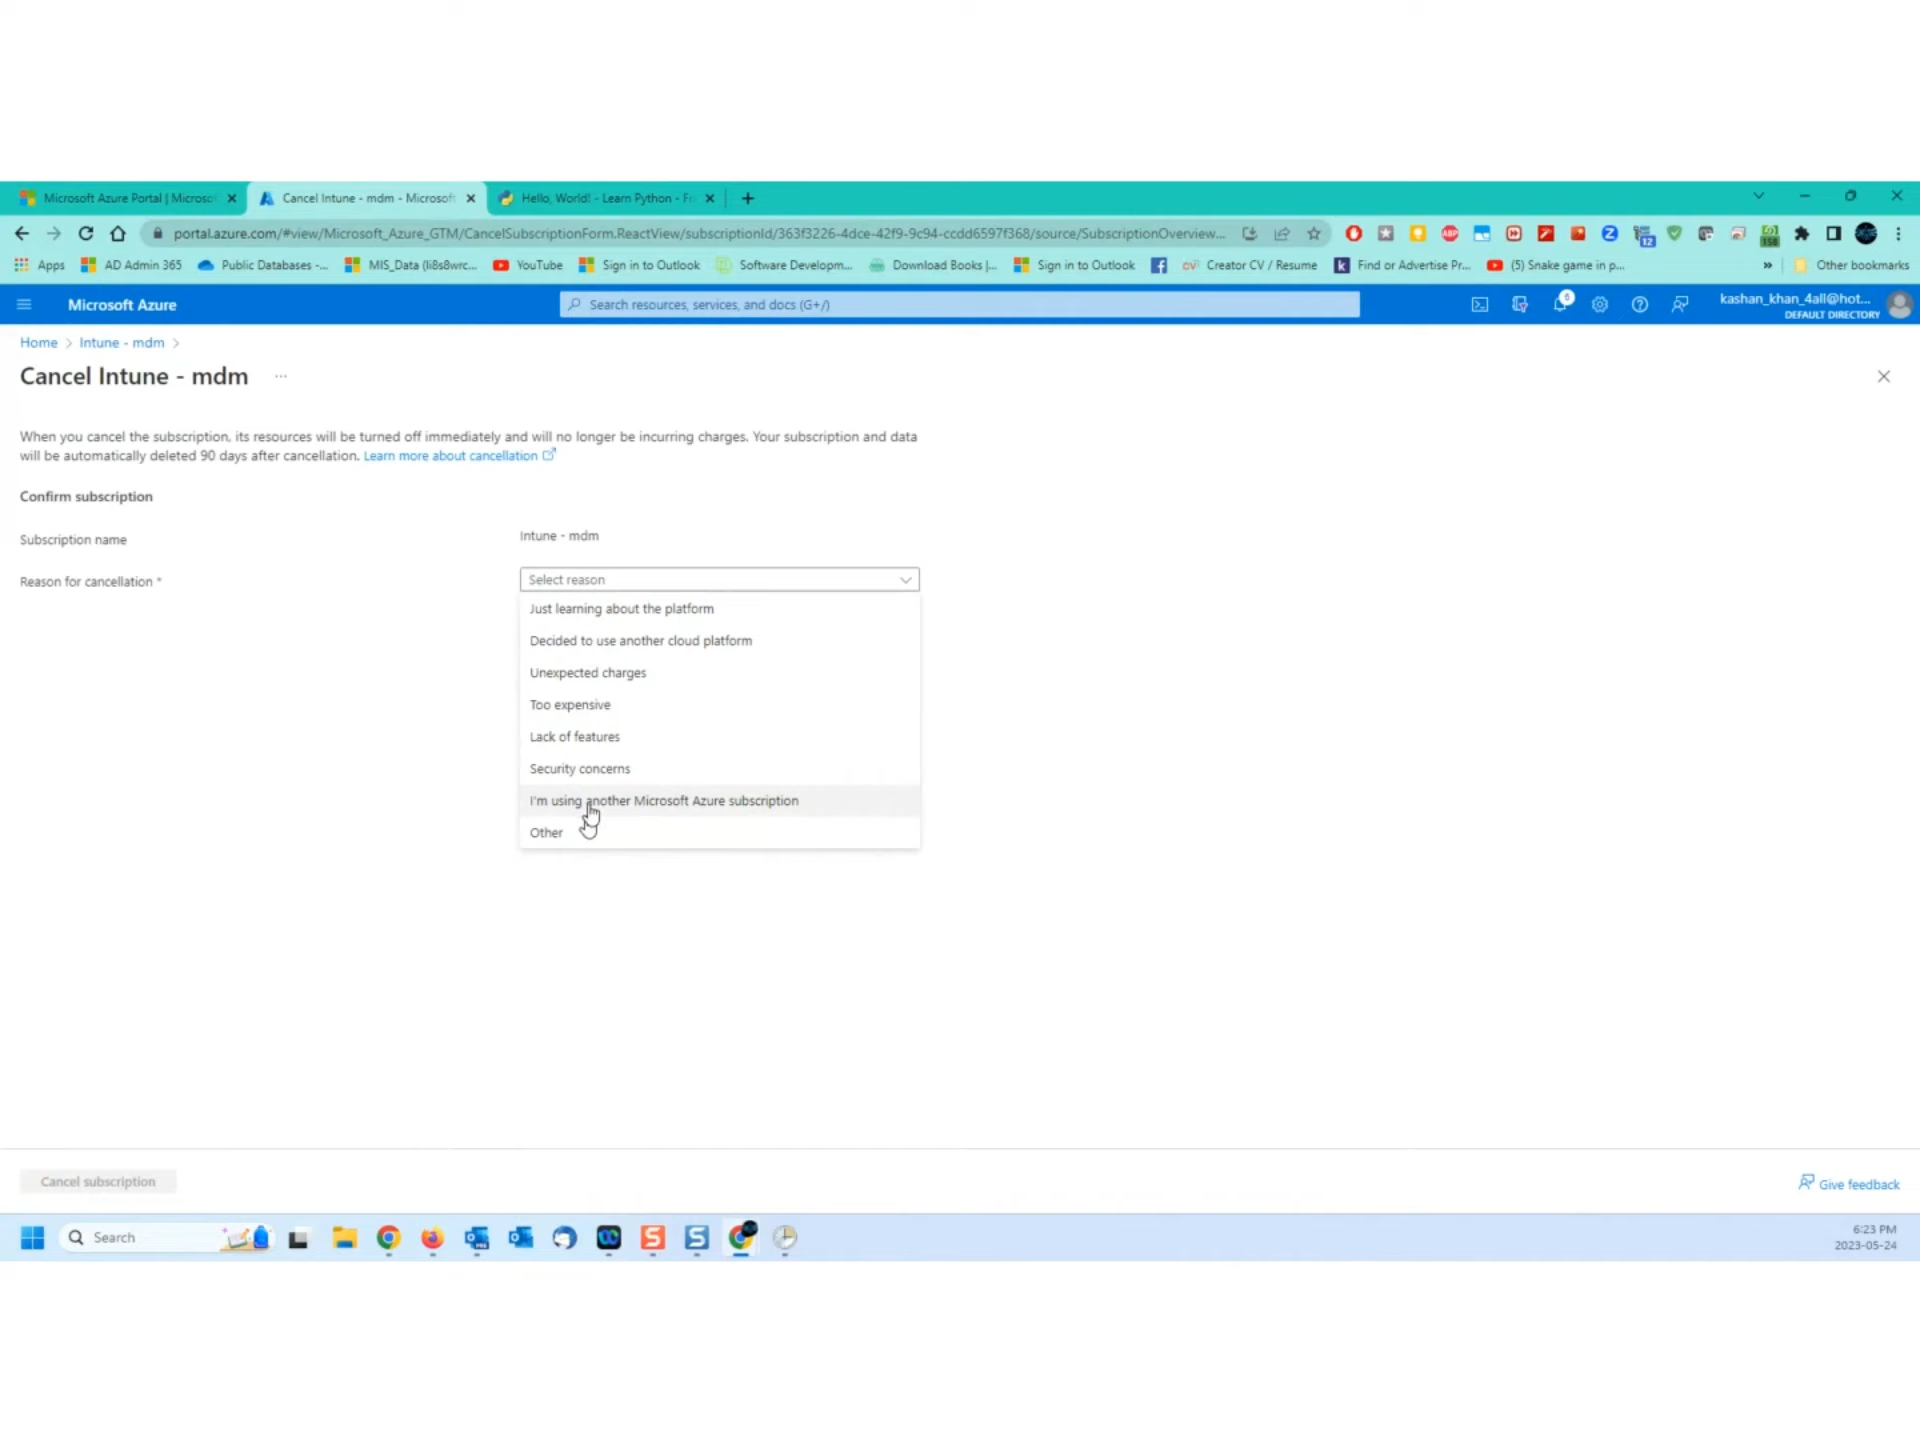 Microsoft Azure Portal | Microso
Cancel Intune - mdm - Microsoft
Hello, World! - Learn Python - Fr
portal.azure.com/#view/Microsoft_Azure_GTM/CancelSubscriptionForm.ReactView/subscriptionId/363f3226-4dce-42f9-9c94-ccdd6597f368/source/SubscriptionOverview...
ABP
12
158
Apps
AD Admin 365
Public Databases -...
MIS_Data (li8s8wrc...
YouTube
Sign in to Outlook
Software Developm...
Download Books |...
Sign in to Outlook
Creator CV / Resume
Find or Advertise Pr...
(5) Snake game in p...
Other bookmarks
Microsoft Azure
Search resources, services, and docs (G+/)
6
kashan_khan_4all@hot...
DEFAULT DIRECTORY
Home > Intune - mdm >
Cancel Intune - mdm ...
When you cancel the subscription, its resources will be turned off immediately and will no longer be incurring charges. Your subscription and data
will be automatically deleted 90 days after cancellation. Learn more about cancellation
Confirm subscription
Subscription name
Intune - mdm
Reason for cancellation *
Select reason
Just learning about the platform
Decided to use another cloud platform
Unexpected charges
Too expensive
Lack of features
Security concerns
I'm using another Microsoft Azure subscription
Other
Cancel subscription
Give feedback
Search
6:23 PM
2023-05-24